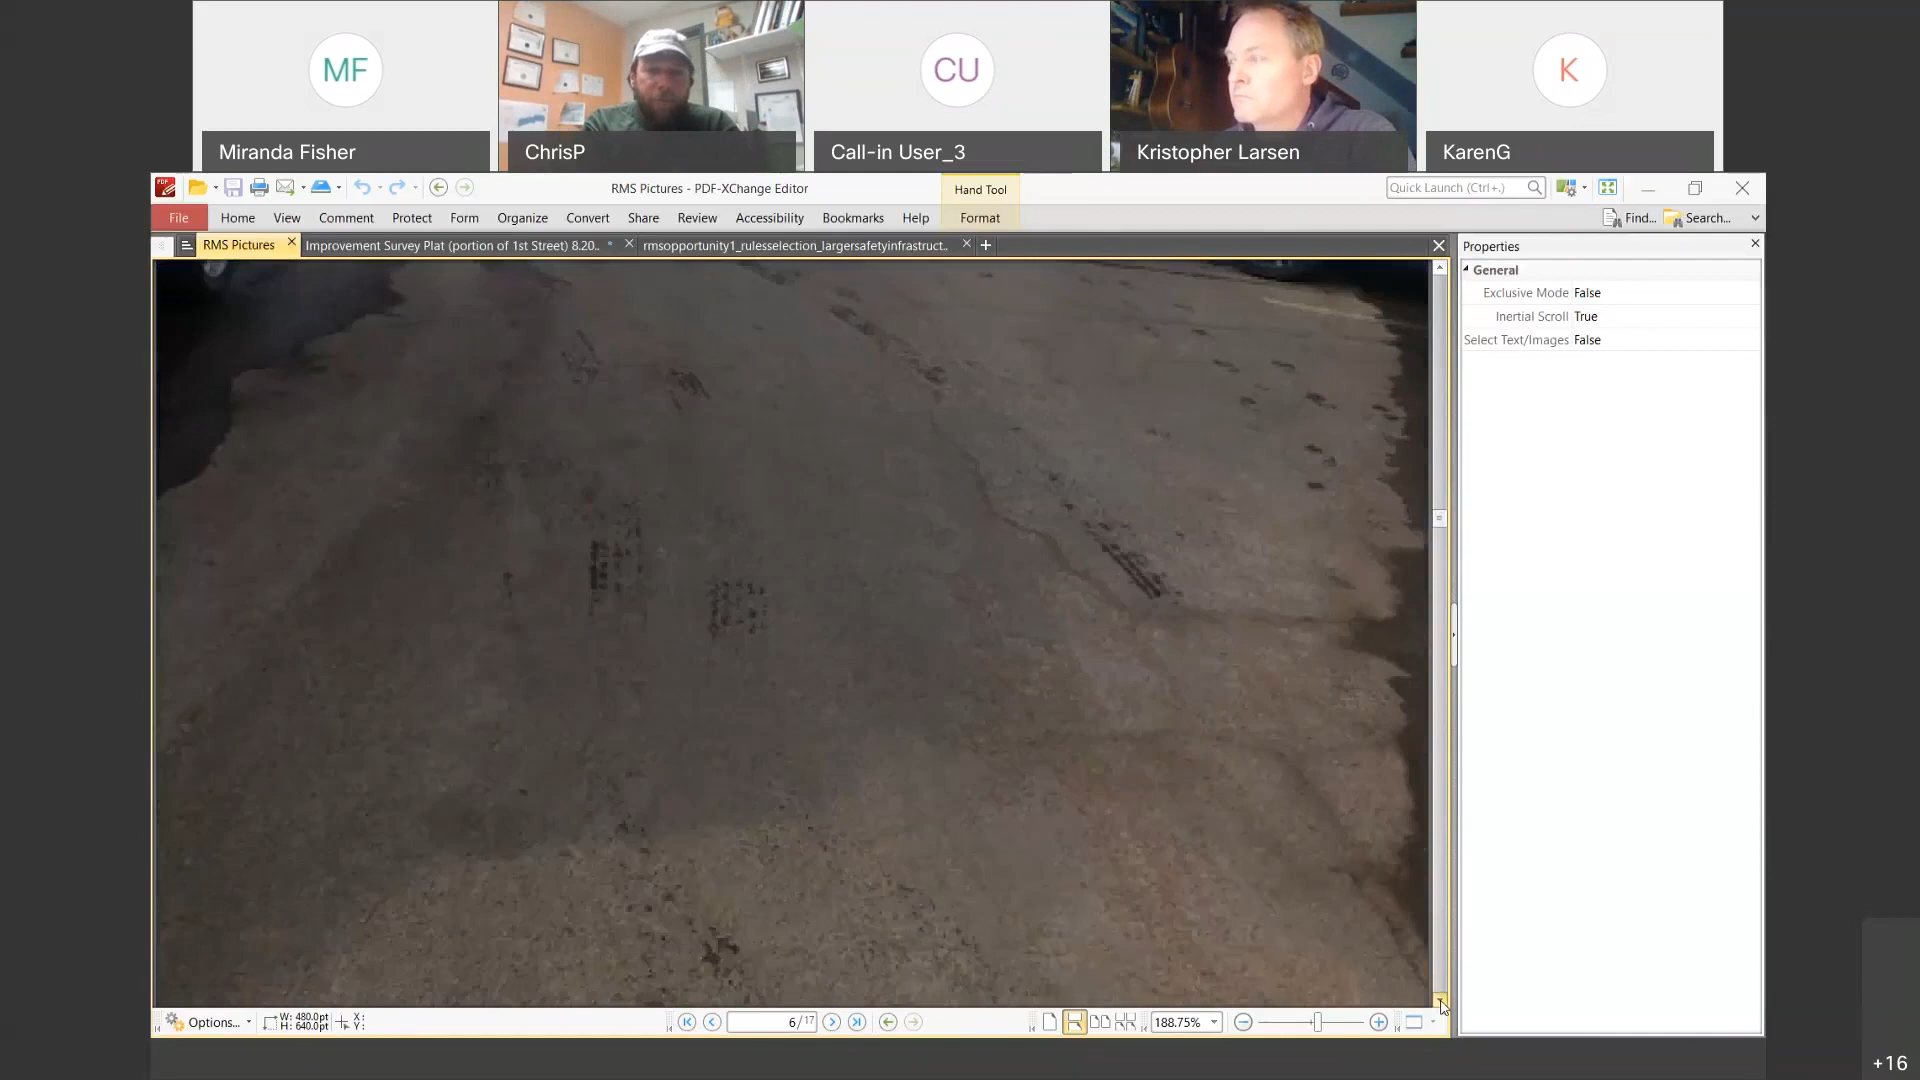 MF
CU
K
Miranda Fisher
ChrisP
Call-in User_3
Kristopher Larsen
KarenG
RMS Pictures - PDF-XChange Editor
Hand Tool
Quick Launch (Ctrl+.)
File Home View Comment Protect Form Organize Convert Share Review Accessibility Bookmarks Help Format Find... Search...
RMS Pictures Improvement Survey Plat (portion of 1st Street) 8.20.. * rmsopportunity1_rulesselection_largersafetyinfrastruct..
Properties
General
Exclusive Mode False
Inertial Scroll True
Select Text/Images False
Options... W: 480.0pt X:
H: 640.0pt Y:
6/17
188.75%
+16